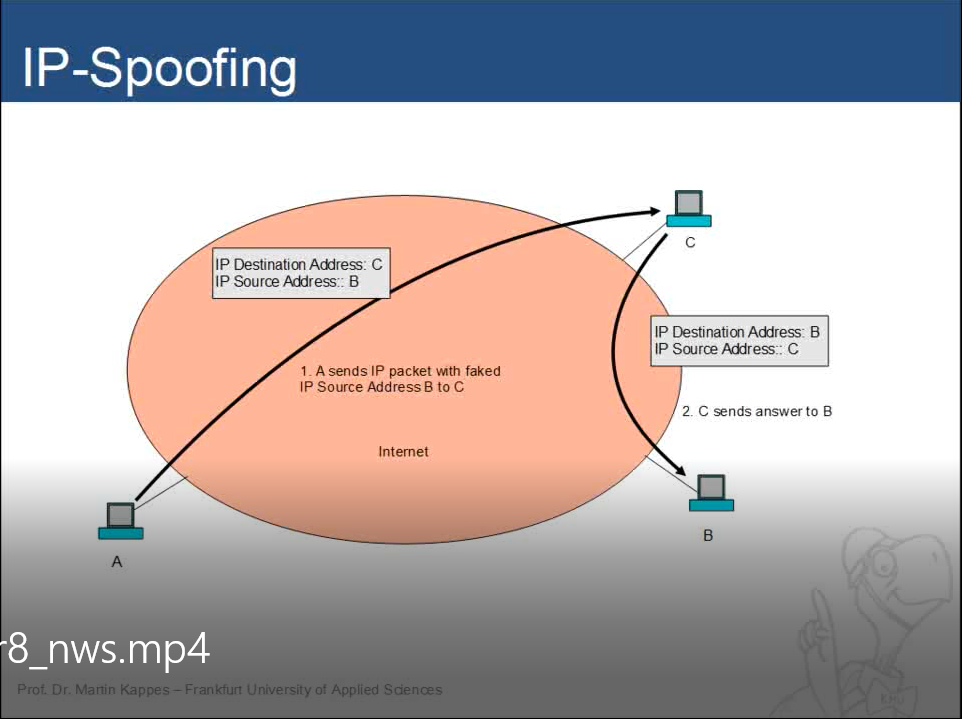 IP-Spoofing
C
IP Destination Address: C
IP Source Address:: B
IP Destination Address: B
IP Source Address:: C
1. A sends IP packet with faked
IP Source Address B to C
2. C sends answer to B
Internet
B
A
r8_nws.mp4
Prof. Dr. Martin Kappes – Frankfurt University of Applied Sciences